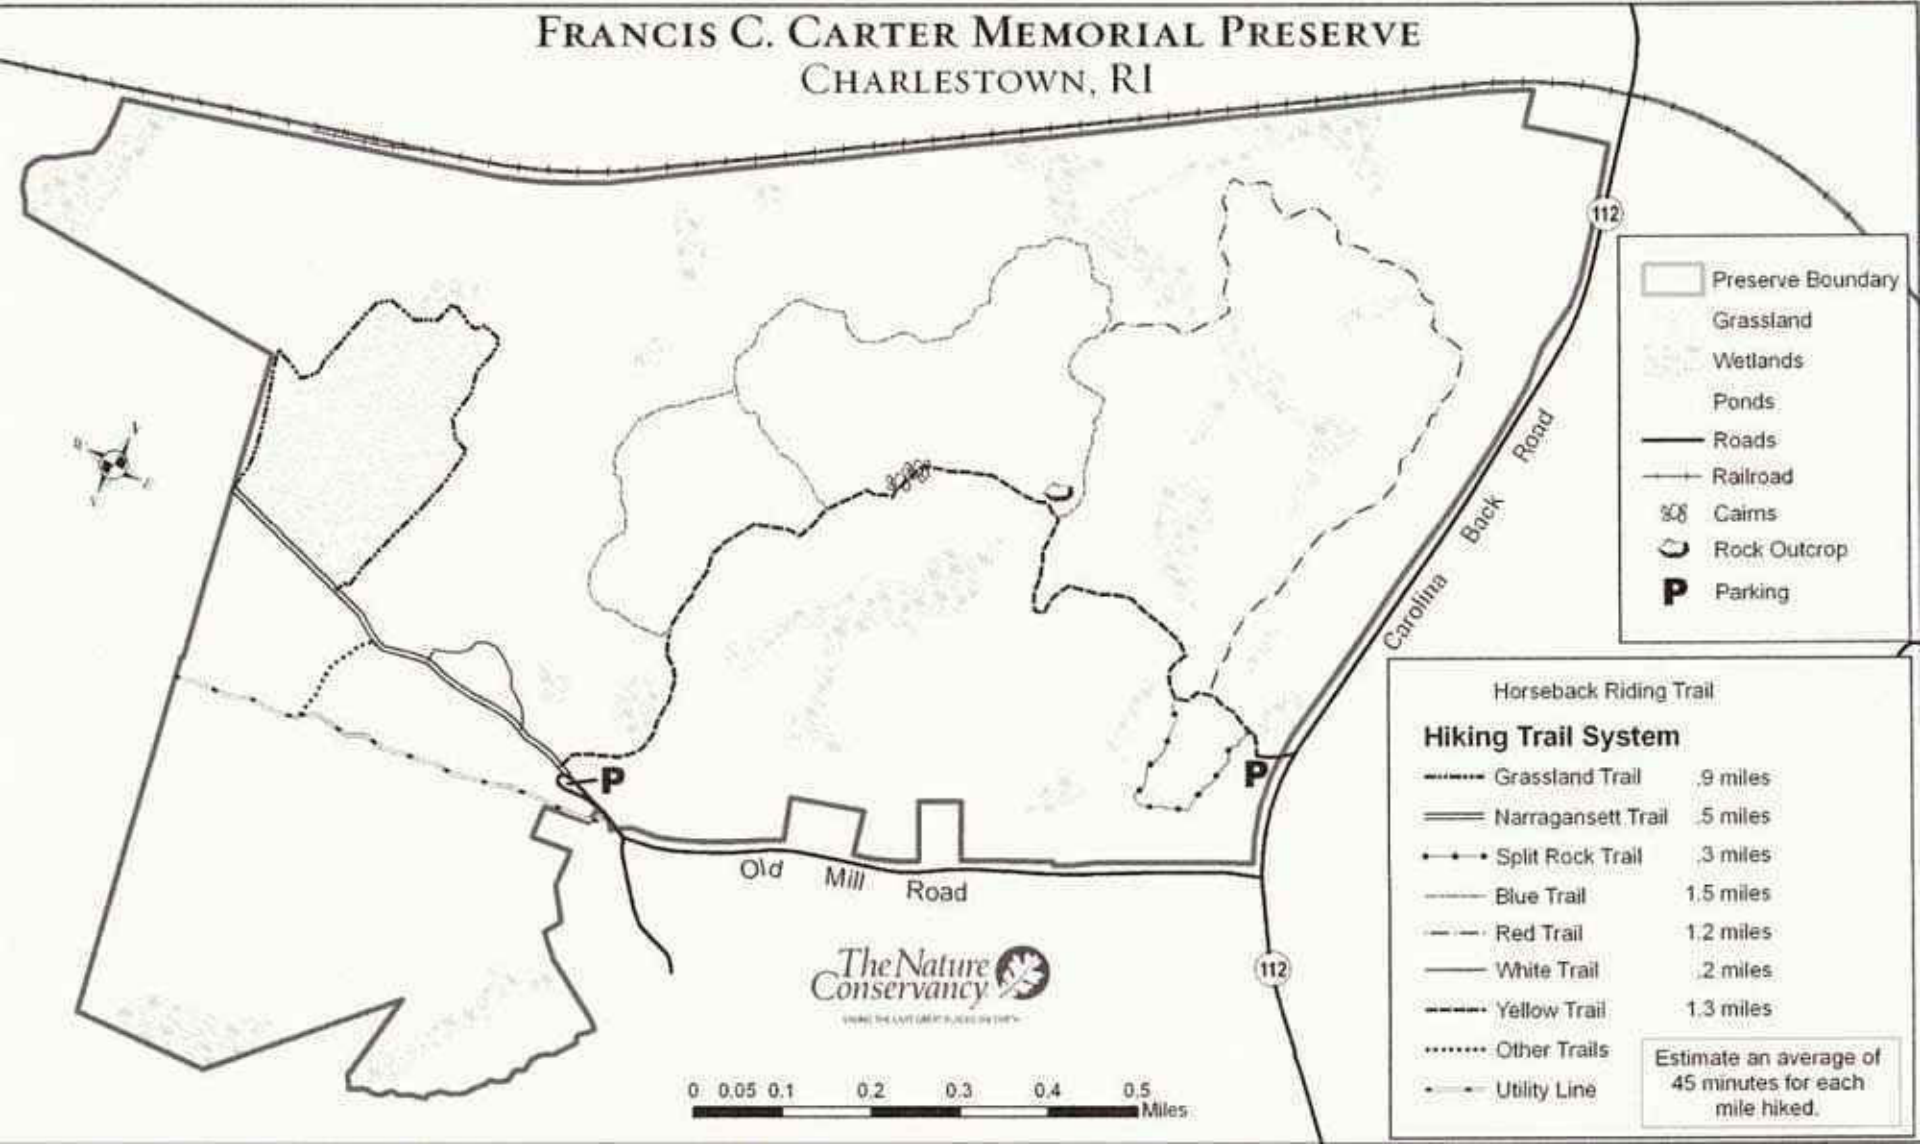 FRANCIS C. CARTER MEMORIAL PRESERVE
CHARLESTOWN, RI
112
Preserve Boundary
Grassland
Wetlands
Ponds
Roads
Railroad
Cairns
Rock Outcrop
P Parking
Carolina Back Road
P
P
Old Mill Road
112
Horseback Riding Trail
Hiking Trail System
Grassland Trail .9 miles
Narragansett Trail .5 miles
Split Rock Trail .3 miles
Blue Trail 1.5 miles
Red Trail 1.2 miles
White Trail .2 miles
Yellow Trail 1.3 miles
Other Trails
Utility Line
Estimate an average of
45 minutes for each
mile hiked.
The Nature
Conservancy
0 0.05 0.1 0.2 0.3 0.4 0.5
Miles